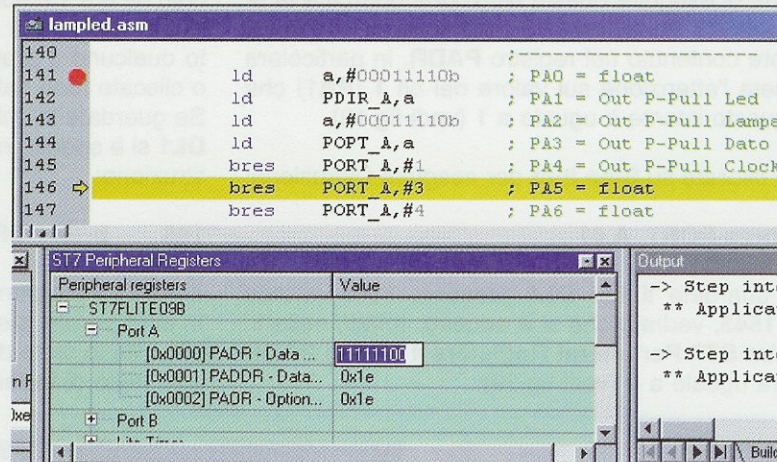 lampled.asm
140 ;-----------------------
141 ld a,#00011110b ; PA0 = float
142 ld PDIR_A,a ; PA1 = Out P-Pull Led
143 ld a,#00011110b ; PA2 = Out P-Pull Lampa
144 ld POPT_A,a ; PA3 = Out P-Pull Dato
145 bres PORT_A,#1 ; PA4 = Out P-Pull Clock
146 bres PORT_A,#3 ; PA5 = float
147 bres PORT_A,#4 ; PA6 = float
ST7 Peripheral Registers
Peripheral registers Value
ST7FLITE09B
Port A
[0x0000] PADR - Data ... 11111100
[0x0001] PADDR - Data... 0x1e
[0x0002] PAOR - Option... 0x1e
Port B
Lite Timer
Output
-> Step inte
** Applica
-> Step inte
** Applica
Build